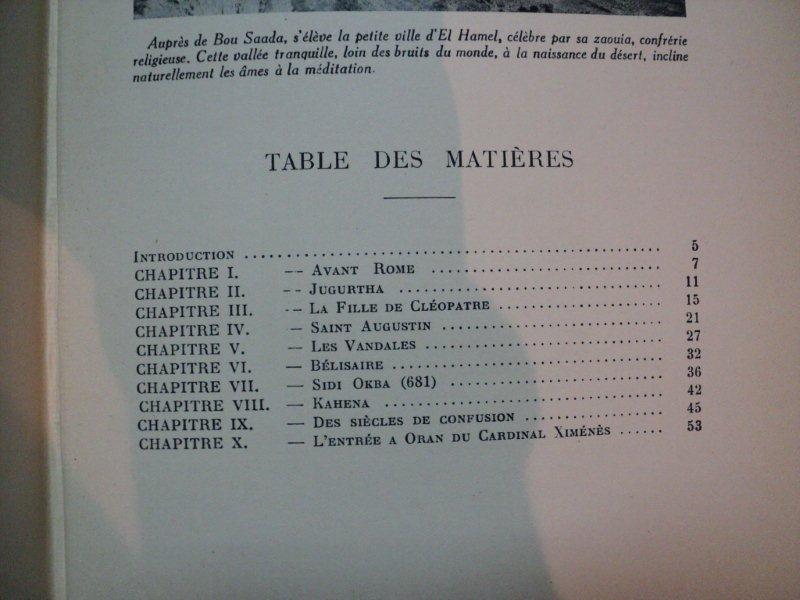 Auprès de Bou Saada, s'élève la petite ville d'El Hamel, célèbre par sa zaouia, confrérie
religieuse. Cette vallée tranquille, loin des bruits du monde, à la naissance du désert, incline
naturellement les âmes à la méditation.
TABLE DES MATIÈRES
INTRODUCTION ........ 5
CHAPITRE I. -- AVANT ROME ........ 7
CHAPITRE II. -- JUGURTHA ........ 11
CHAPITRE III. -- LA FILLE DE CLÉOPATRE ........ 15
CHAPITRE IV. — SAINT AUGUSTIN ........ 21
CHAPITRE V. — LES VANDALES ........ 27
CHAPITRE VI. — BÉLISAIRE ........ 32
CHAPITRE VII. — SIDI OKBA (681) ........ 36
CHAPITRE VIII. — KAHENA ........ 42
CHAPITRE IX. — DES SIÈCLES DE CONFUSION ........ 45
CHAPITRE X. — L'ENTRÉE A ORAN DU CARDINAL XIMÉNÈS ...... 53